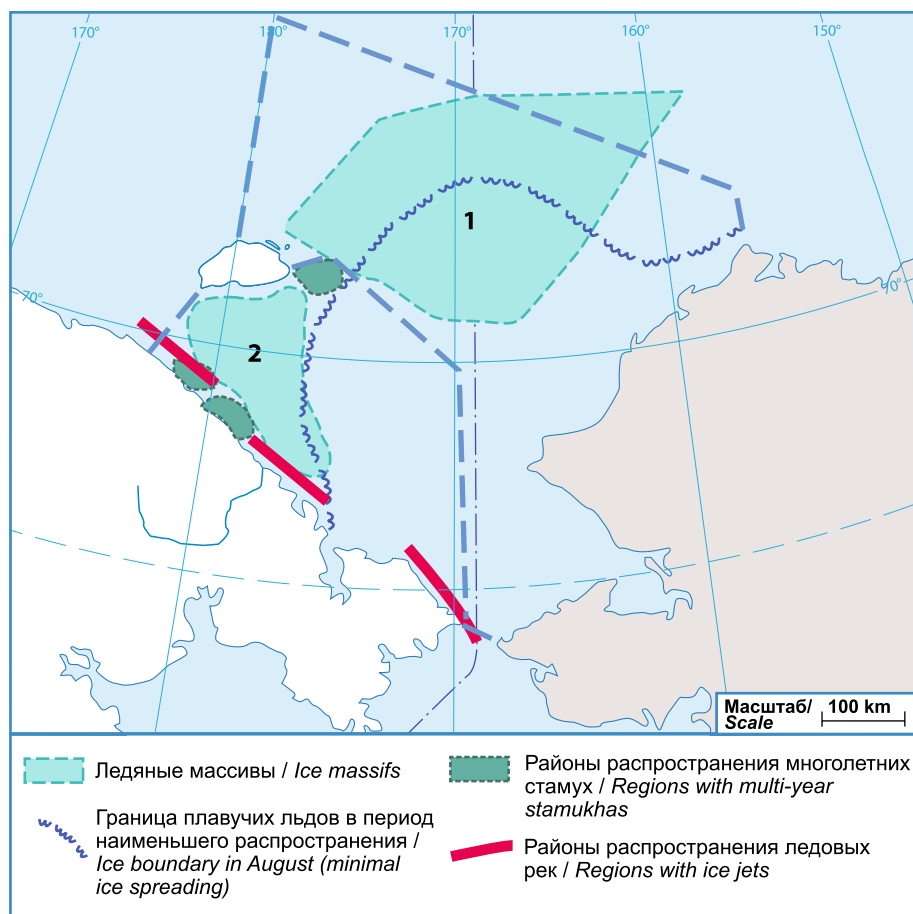 170°
180°
170°
160°
150°
1
70°
70°
2
Масштаб/
Scale
100 km
Ледяные массивы / Ice massifs
Граница плавучих льдов в период
наименьшего распространения /
Ice boundary in August (minimal
ice spreading)
Районы распространения многолетних
стамух / Regions with multi-year
stamukhas
Районы распространения ледовых
рек / Regions with ice jets